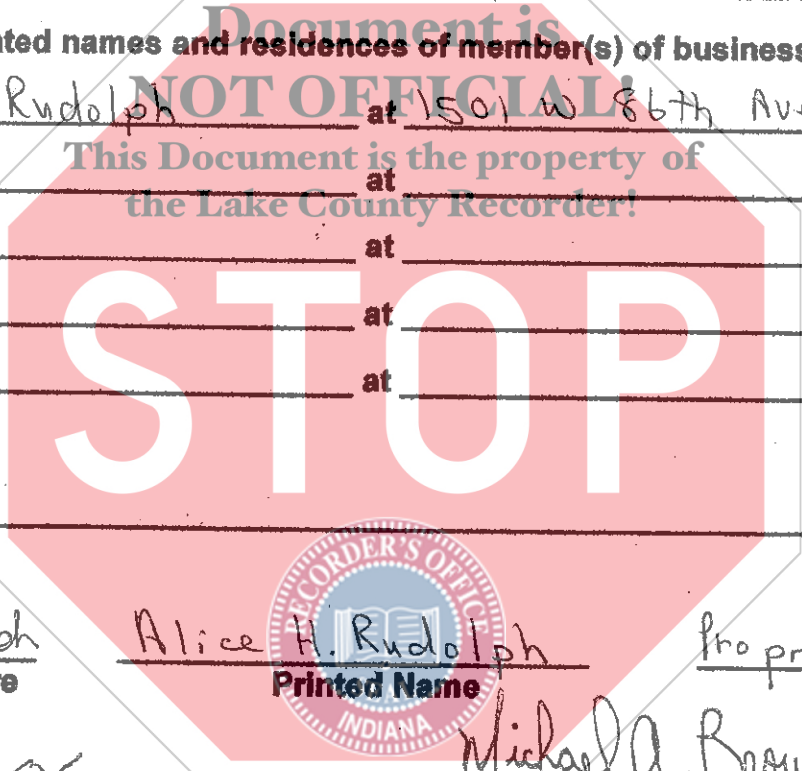 Document is
ted names and residences of member(s) of business
NOT OFFICIAL!
Rudolph at 1501 W 86th Av
This Document is the property of
at
the Lake County Recorder!
at
at
at
STOP
RECORDER'S OFFICE
Alice H. Rudolph
Printed Name
INDIANA
Michael A.